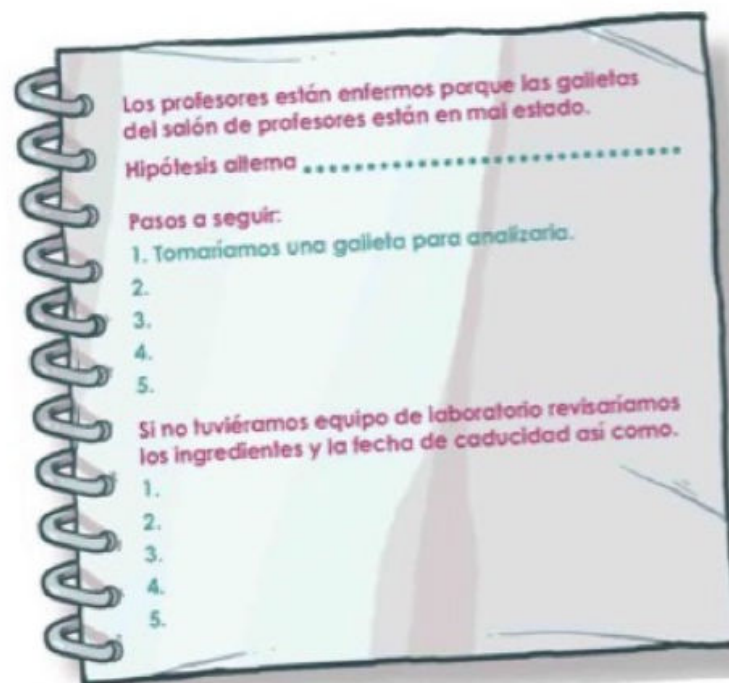 Los profesores están enfermos porque las galletas
del salón de profesores están en mal estado.
Hipótesis alterna ................................
Pasos a seguir:
1. Tomaríamos una galleta para analizarla.
2.
3.
4.
5.
Si no tuviéramos equipo de laboratorio revisaríamos
los ingredientes y la fecha de caducidad así como.
1.
2.
3.
4.
5.